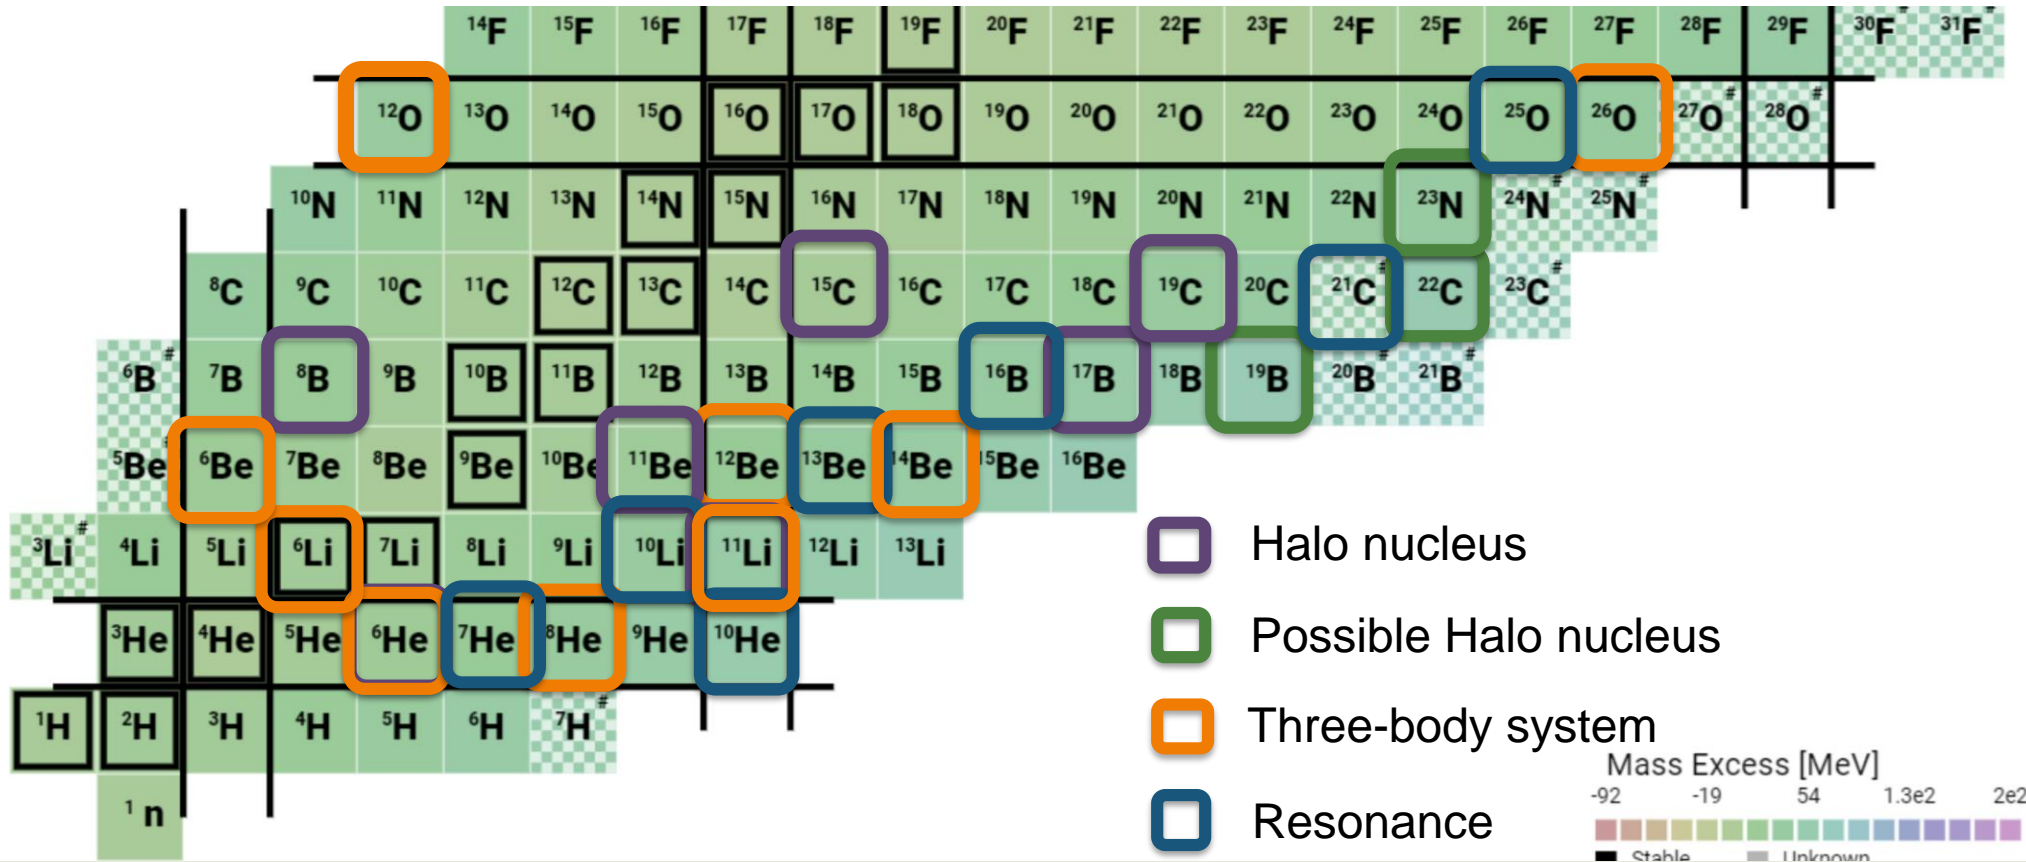 14F 15F 16F 17F 18F 19F 20F 21F 22F 23F 24F 25F 26F 27F 28F 29F 30F # 31F #
12O 13O 14O 15O 16O 17O 18O 19O 20O 21O 22O 23O 24O 25O 26O 27O # 28O #
10N 11N 12N 13N 14N 15N 16N 17N 18N 19N 20N 21N 22N 23N 24N # 25N #
8C 9C 10C 11C 12C 13C 14C 15C 16C 17C 18C 19C 20C 21C # 22C 23C #
6B # 7B 8B 9B 10B 11B 12B 13B 14B 15B 16B 17B 18B 19B 20B # 21B #
5Be # 6Be 7Be 8Be 9Be 10Be 11Be 12Be 13Be 14Be 15Be 16Be
3Li # 4Li 5Li 6Li 7Li 8Li 9Li 10Li 11Li 12Li 13Li
3He 4He 5He 6He 7He 8He 9He 10He
1H 2H 3H 4H 5H 6H 7H #
1 n
Halo nucleus
Possible Halo nucleus
Three-body system
Resonance
Mass Excess [MeV]
-92 -19 54 1.3e2 2e2
Stable Unknown